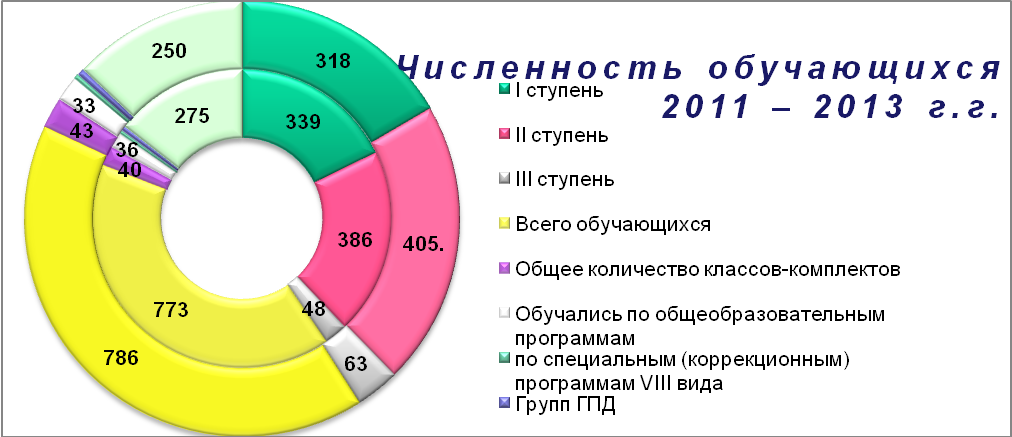 Численность обучающихся
2011 – 2013 г.г.
250
318
33
275
339
43
36
40
386
405.
773
48
786
63
I ступень
II ступень
III ступень
Всего обучающихся
Общее количество классов-комплектов
Обучались по общеобразовательным
программам
по специальным (коррекционным)
программам VIII вида
Групп ГПД